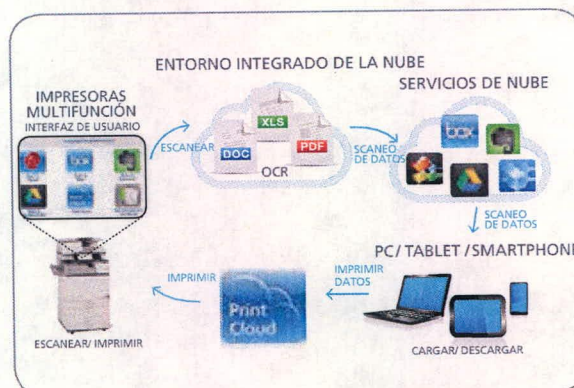 ENTORNO INTEGRADO DE LA NUBE
SERVICIOS DE NUBE
IMPRESORAS
MULTIFUNCIÓN
INTERFAZ DE USUARIO
box
ESCANEAR
XLS
DOC
PDF
OCR
SCANEO
DE DATOS
box
SCANEO
DE DATOS
PC/ TABLET /SMARTPHONE
IMPRIMIR
IMPRIMIR
DATOS
Print
Cloud
ESCANEAR/ IMPRIMIR
CARGAR/ DESCARGAR